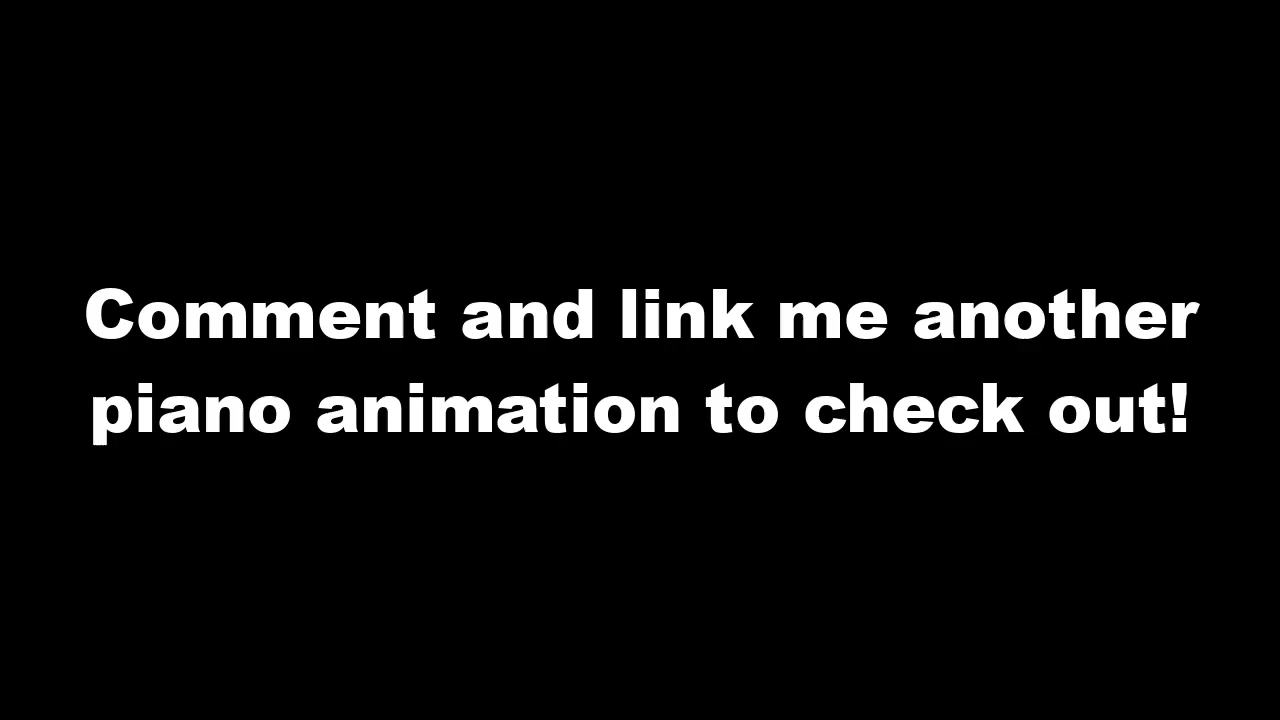 Comment and link me another
piano animation to check out!